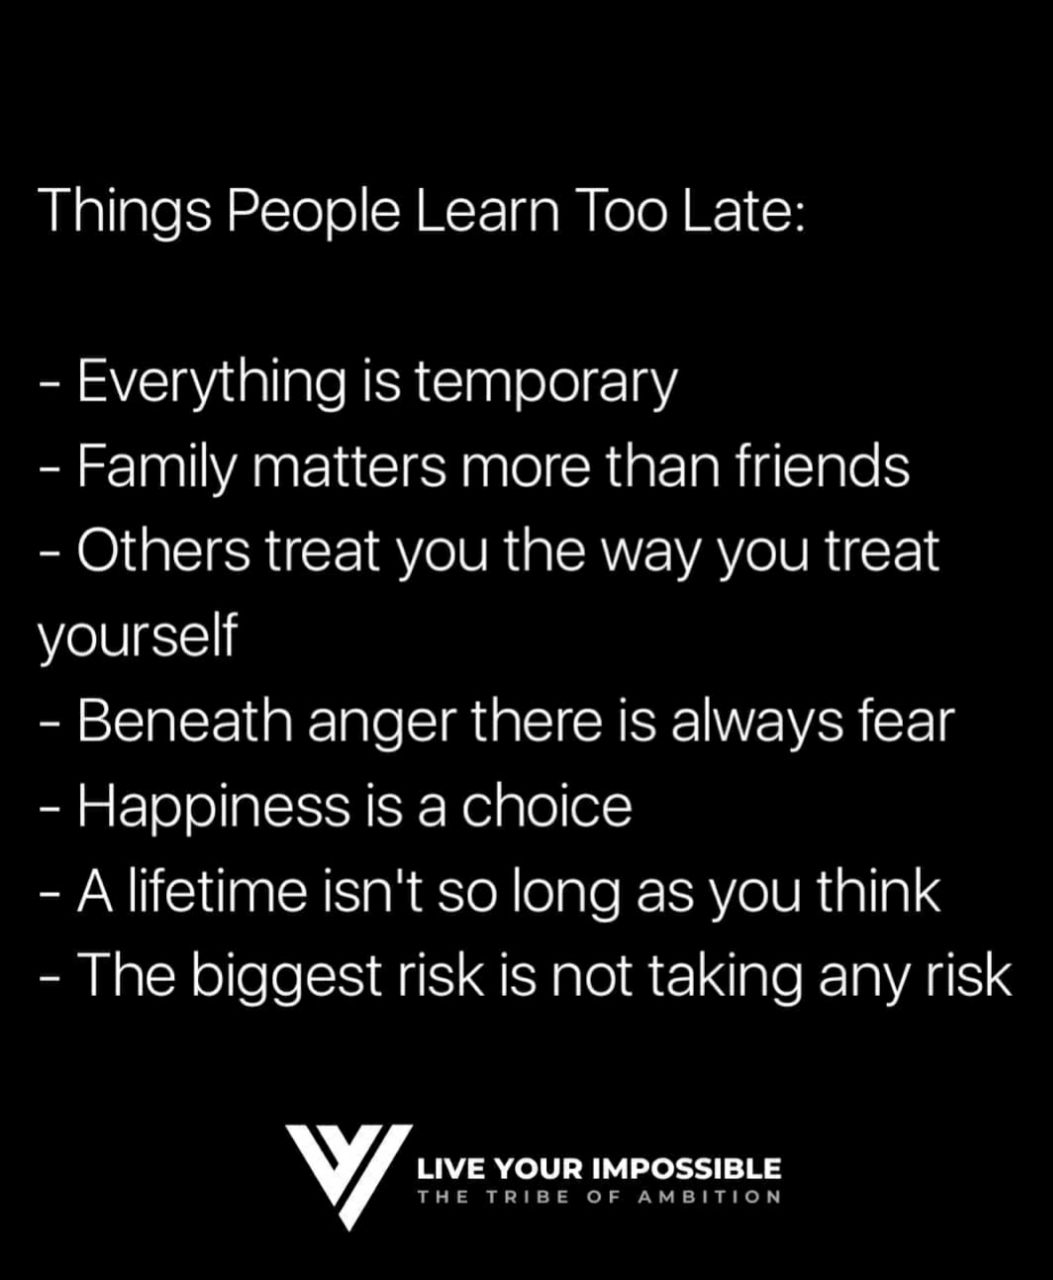 Things People Learn Too Late:
- Everything is temporary
- Family matters more than friends
- Others treat you the way you treat
yourself
- Beneath anger there is always fear
- Happiness is a choice
- A lifetime isn't so long as you think
- The biggest risk is not taking any risk
LIVE YOUR IMPOSSIBLE
THE TRIBE OF AMBITION